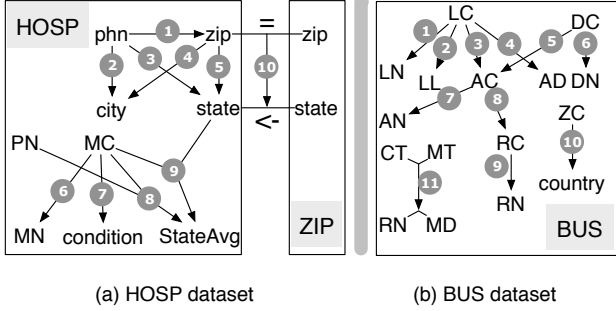 HOSP
phn 1 zip = zip
2 3 4 5 10
city state <- state
PN MC
9
6 7 8
MN condition StateAvg
ZIP
(a) HOSP dataset
LC DC
1 2 3 4 5 6
LN LL AC AD DN
7 8 ZC
AN
CT MT RC 10
9
11 country
RN MD RN
BUS
(b) BUS dataset